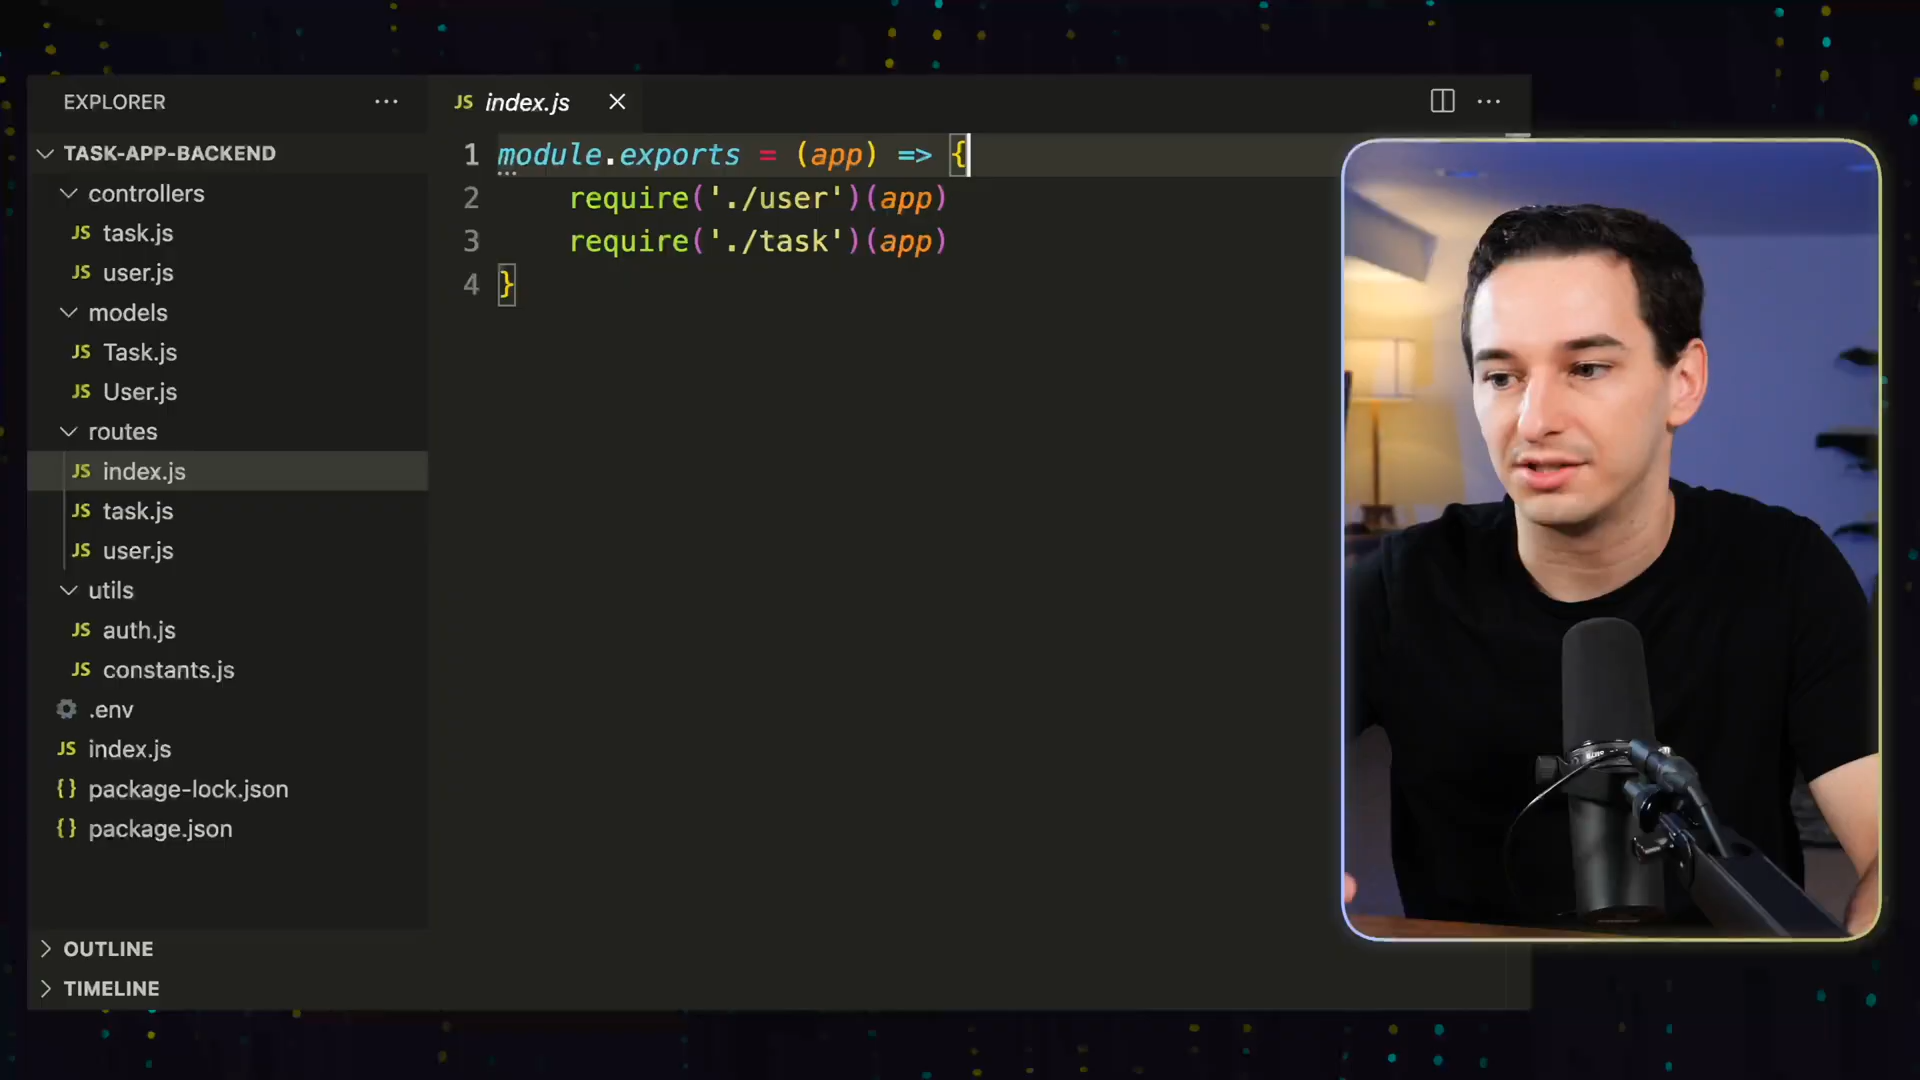 EXPLORER ...
TASK-APP-BACKEND
controllers
JS task.js
JS user.js
models
JS Task.js
JS User.js
routes
JS index.js
JS task.js
JS user.js
utils
JS auth.js
JS constants.js
.env
JS index.js
{} package-lock.json
{} package.json
OUTLINE
TIMELINE
JS index.js
1 module.exports = (app) => {
2 require('./user')(app)
3 require('./task')(app)
4 }